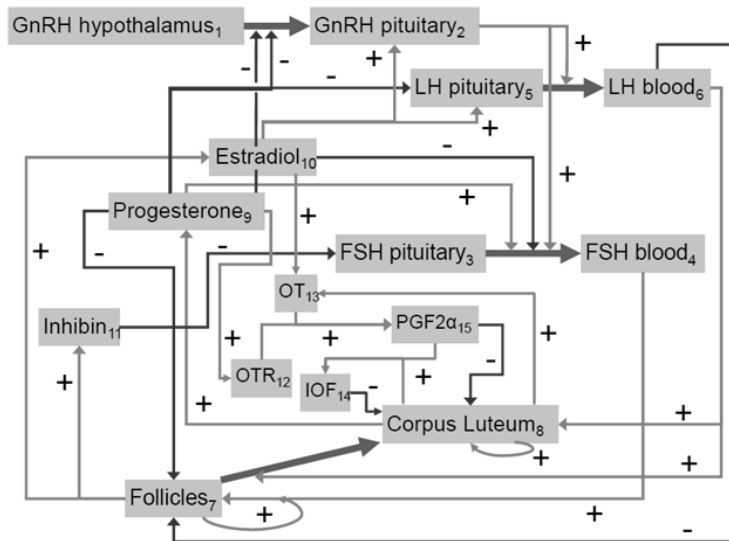 GnRH hypothalamus₁ GnRH pituitary₂ +
- - + - LH pituitary₅ LH blood₆
+
Estradiol₁₀ -
+ +
Progesterone₉ +
+ - - FSH pituitary₃ FSH blood₄
OT₁₃
Inhibin₁₁ + + PGF2α₁₅ +
+ OTR₁₂ IOF₁₄ - + -
+ Corpus Luteum₈ +
+ +
Follicles₇
+ + -